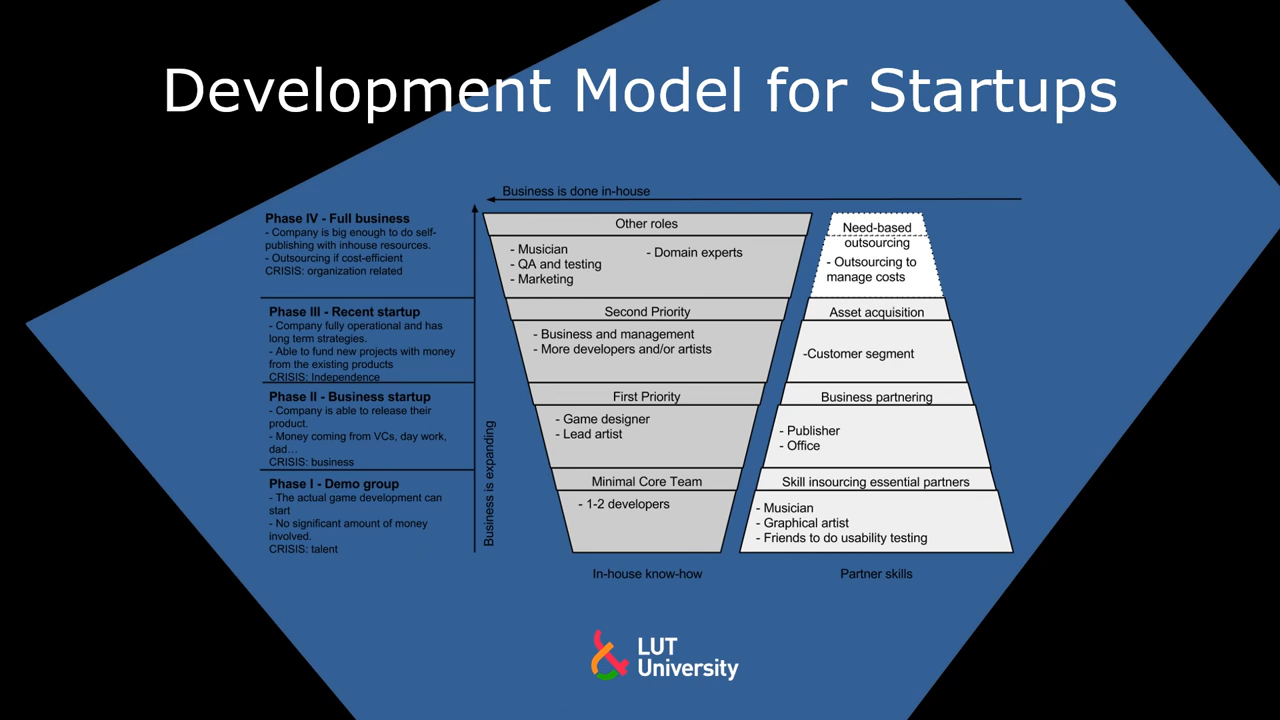 Development Model for Startups
Business is done in-house
Phase IV - Full business
- Company is big enough to do self-
publishing with inhouse resources.
- Outsourcing if cost-efficient
CRISIS: organization related
Phase III - Recent startup
- Company fully operational and has
long term strategies.
- Able to fund new projects with money
from the existing products
CRISIS: Independence
Phase II - Business startup
- Company is able to release their
product.
- Money coming from VCs, day work,
dad…
CRISIS: business
Phase I - Demo group
- The actual game development can
start
- No significant amount of money
involved.
CRISIS: talent
Business is expanding
Other roles
- Musician
- QA and testing
- Marketing
- Domain experts
Second Priority
- Business and management
- More developers and/or artists
First Priority
- Game designer
- Lead artist
Minimal Core Team
- 1-2 developers
In-house know-how
Need-based
outsourcing
- Outsourcing to
manage costs
Asset acquisition
-Customer segment
Business partnering
- Publisher
- Office
Skill insourcing essential partners
- Musician
- Graphical artist
- Friends to do usability testing
Partner skills
LUT
University